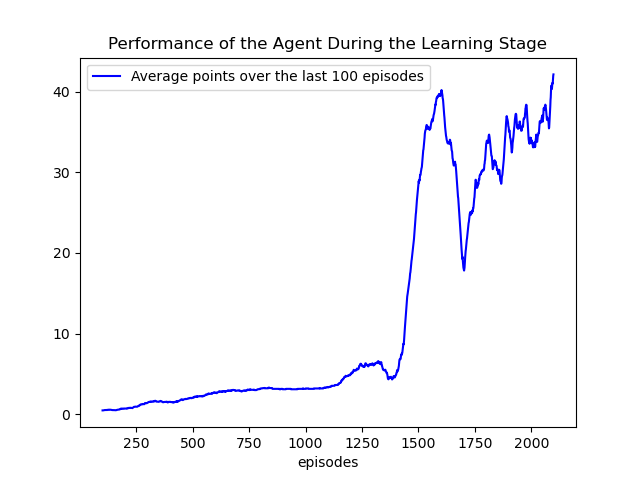 Performance of the Agent During the Learning Stage
Average points over the last 100 episodes
40
30
20
10
0
250 500 750 1000 1250 1500 1750 2000
episodes